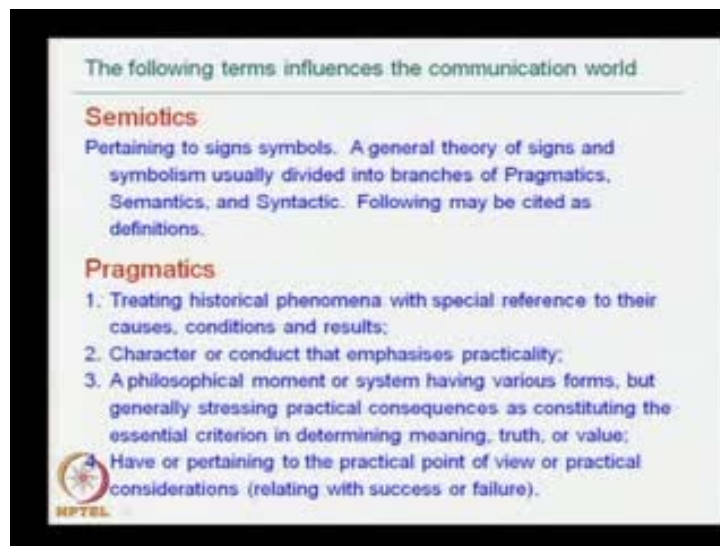 The following terms influences the communication world
Semiotics
Pertaining to signs symbols. A general theory of signs and
symbolism usually divided into branches of Pragmatics,
Semantics, and Syntactic. Following may be cited as
definitions.
Pragmatics
1. Treating historical phenomena with special reference to their
causes, conditions and results;
2. Character or conduct that emphasises practicality;
3. A philosophical moment or system having various forms, but
generally stressing practical consequences as constituting the
essential criterion in determining meaning, truth, or value;
4. Have or pertaining to the practical point of view or practical
considerations (relating with success or failure).
NPTEL